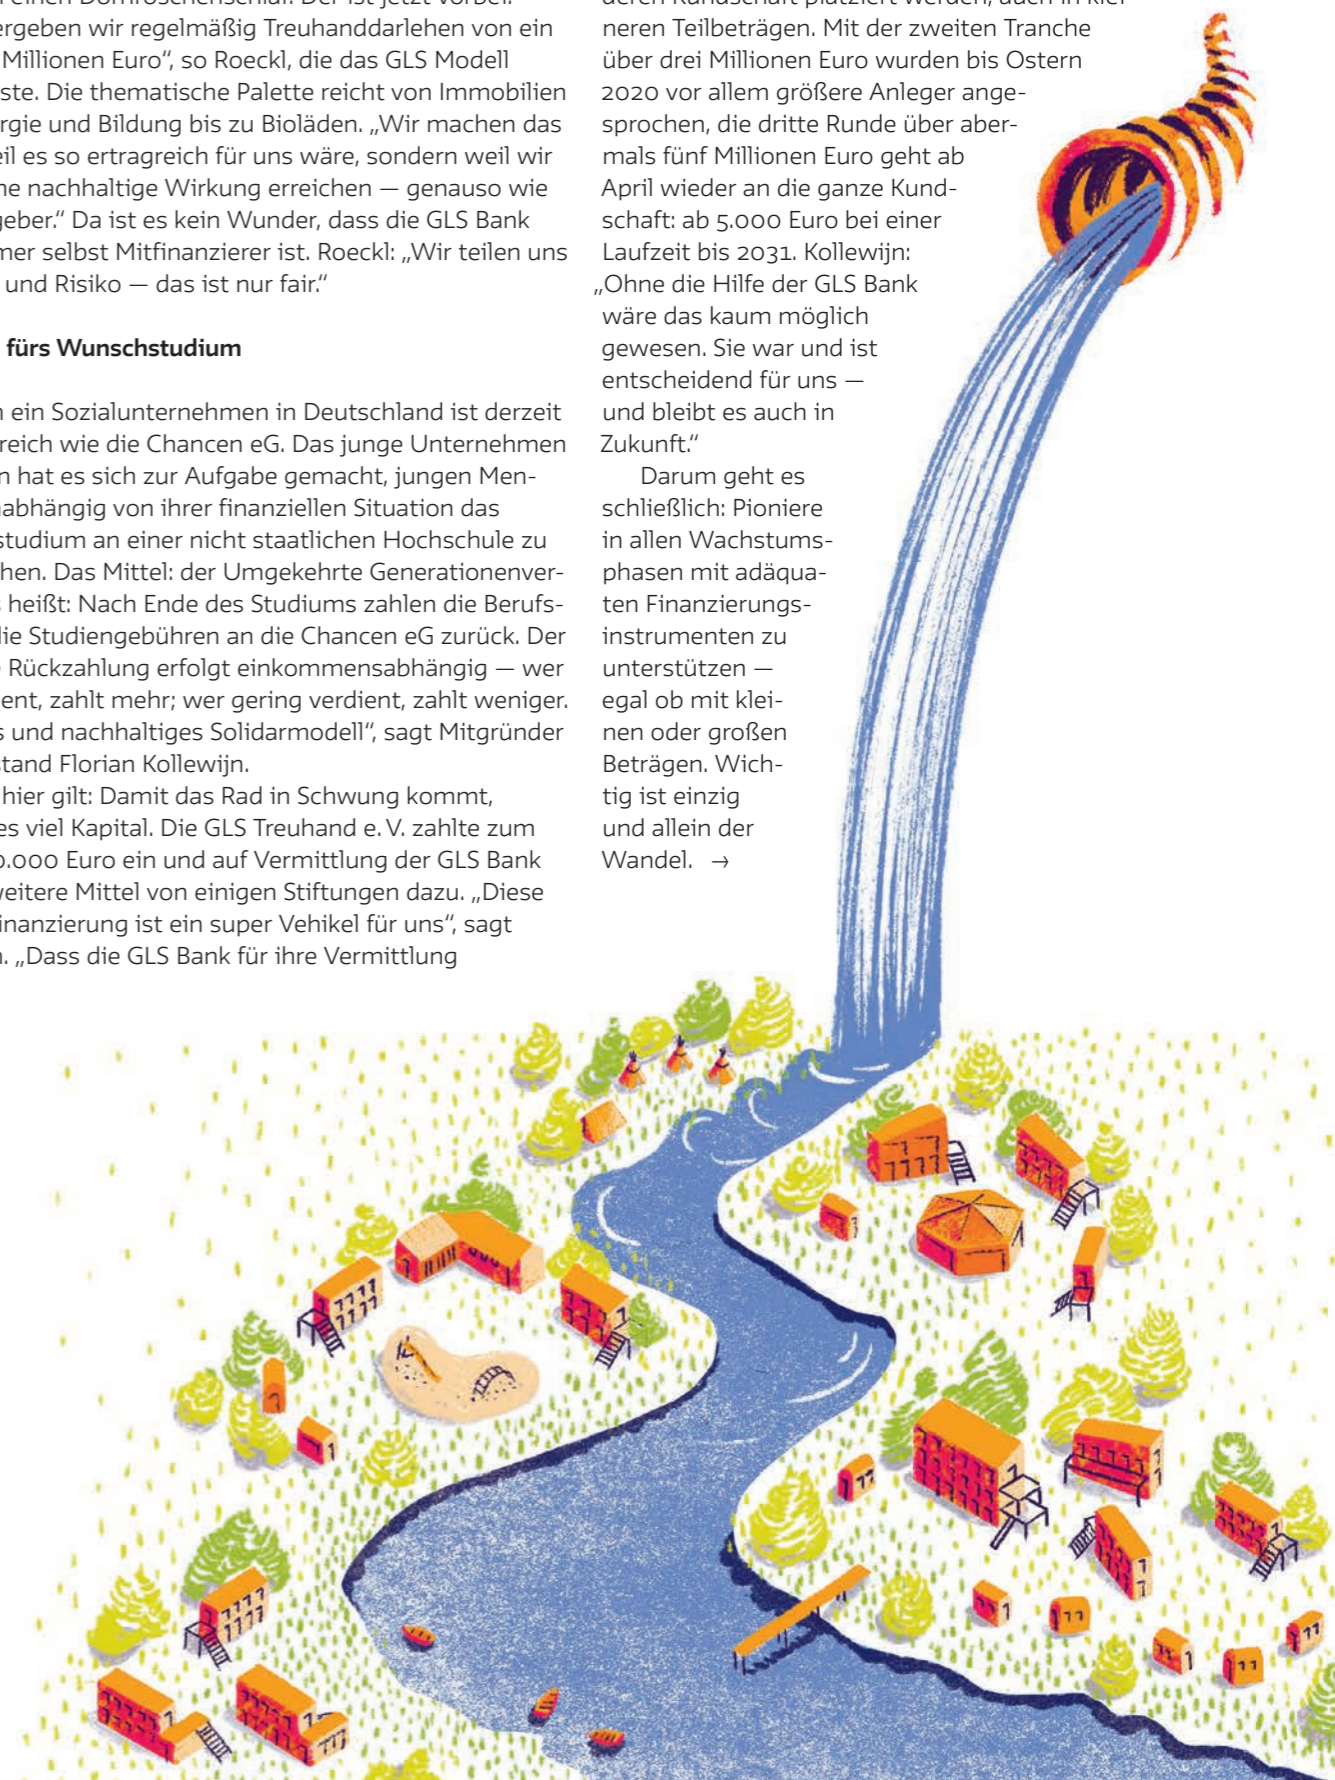 ergeben wir regelmäßig Treuhanddarlehen von ein
Millionen Euro“, so Roeckl, die das GLS Modell
ste. Die thematische Palette reicht von Immobilien
rgie und Bildung bis zu Bioläden. „Wir machen das
eil es so ertragreich für uns wäre, sondern weil wir
ne nachhaltige Wirkung erreichen — genauso wie
geber.“ Da ist es kein Wunder, dass die GLS Bank
mer selbst Mitfinanzierer ist. Roeckl: „Wir teilen uns
und Risiko — das ist nur fair.“
fürs Wunschstudium
n ein Sozialunternehmen in Deutschland ist derzeit
reich wie die Chancen eG. Das junge Unternehmen
n hat es sich zur Aufgabe gemacht, jungen Men-
abhängig von ihrer finanziellen Situation das
studium an einer nicht staatlichen Hochschule zu
hen. Das Mittel: der Umgekehrte Generationenver-
s heißt: Nach Ende des Studiums zahlen die Berufs-
die Studiengebühren an die Chancen eG zurück. Der
Rückzahlung erfolgt einkommensabhängig — wer
ent, zahlt mehr; wer gering verdient, zahlt weniger.
s und nachhaltiges Solidarmodell“, sagt Mitgründer
stand Florian Kollewijn.
hier gilt: Damit das Rad in Schwung kommt,
es viel Kapital. Die GLS Treuhand e. V. zahlte zum
0.000 Euro ein und auf Vermittlung der GLS Bank
weitere Mittel von einigen Stiftungen dazu. „Diese
inanzierung ist ein super Vehikel für uns“, sagt
n. „Dass die GLS Bank für ihre Vermittlung
neren Teilbeträgen. Mit der zweiten Tranche
über drei Millionen Euro wurden bis Ostern
2020 vor allem größere Anleger ange-
sprochen, die dritte Runde über aber-
mals fünf Millionen Euro geht ab
April wieder an die ganze Kund-
schaft: ab 5.000 Euro bei einer
Laufzeit bis 2031. Kollewijn:
„Ohne die Hilfe der GLS Bank
wäre das kaum möglich
gewesen. Sie war und ist
entscheidend für uns —
und bleibt es auch in
Zukunft.“
Darum geht es
schließlich: Pioniere
in allen Wachstums-
phasen mit adäqua-
ten Finanzierungs-
instrumenten zu
unterstützen —
egal ob mit klei-
nen oder großen
Beträgen. Wich-
tig ist einzig
und allein der
Wandel. →